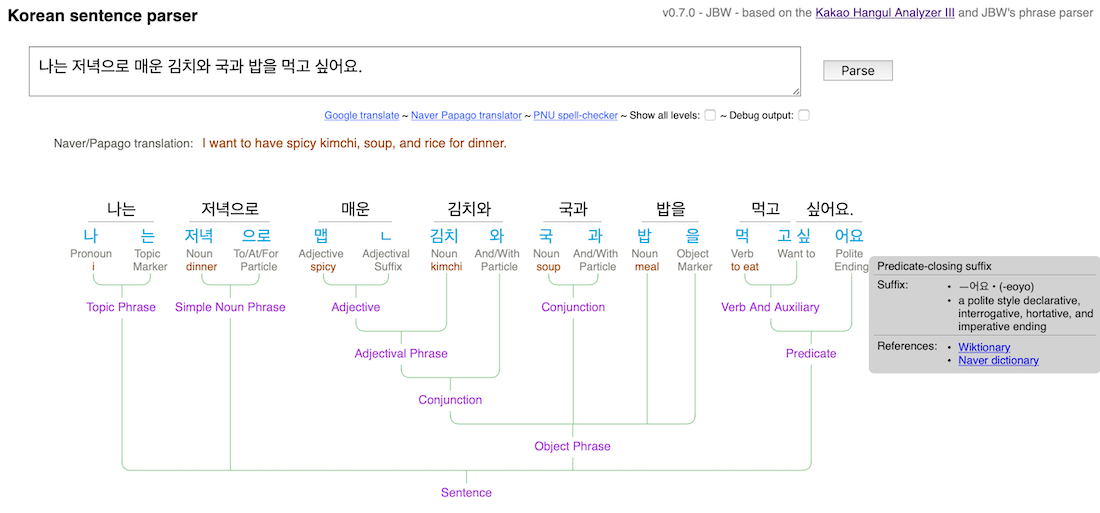 Korean sentence parser
v0.7.0 - JBW - based on the Kakao Hangul Analyzer III and JBW's phrase parser
나는 저녁으로 매운 김치와 국과 밥을 먹고 싶어요.
Parse
Google translate ~ Naver Papago translator ~ PNU spell-checker ~ Show all levels: ~ Debug output:
Naver/Papago translation: I want to have spicy kimchi, soup, and rice for dinner.
나는 저녁으로 매운 김치와 국과 밥을 먹고 싶어요.
나 는 저녁 으로 맵 ㄴ 김치 와 국 과 밥 을 먹 고 싶 어요
Pronoun Topic Noun To/At/For Adjective Adjectival Noun And/With Noun And/With Noun Object Verb Want to Polite
i Marker dinner Particle spicy Suffix kimchi Particle soup Particle meal Marker to eat Ending
Predicate-closing suffix
Suffix: • ㅡ어요 • (-eoyo)
• a polite style declarative,
interrogative, hortative, and
imperative ending
References: • Wiktionary
• Naver dictionary
Topic Phrase Simple Noun Phrase Adjective Conjunction Verb And Auxiliary
Adjectival Phrase Predicate
Conjunction
Object Phrase
Sentence